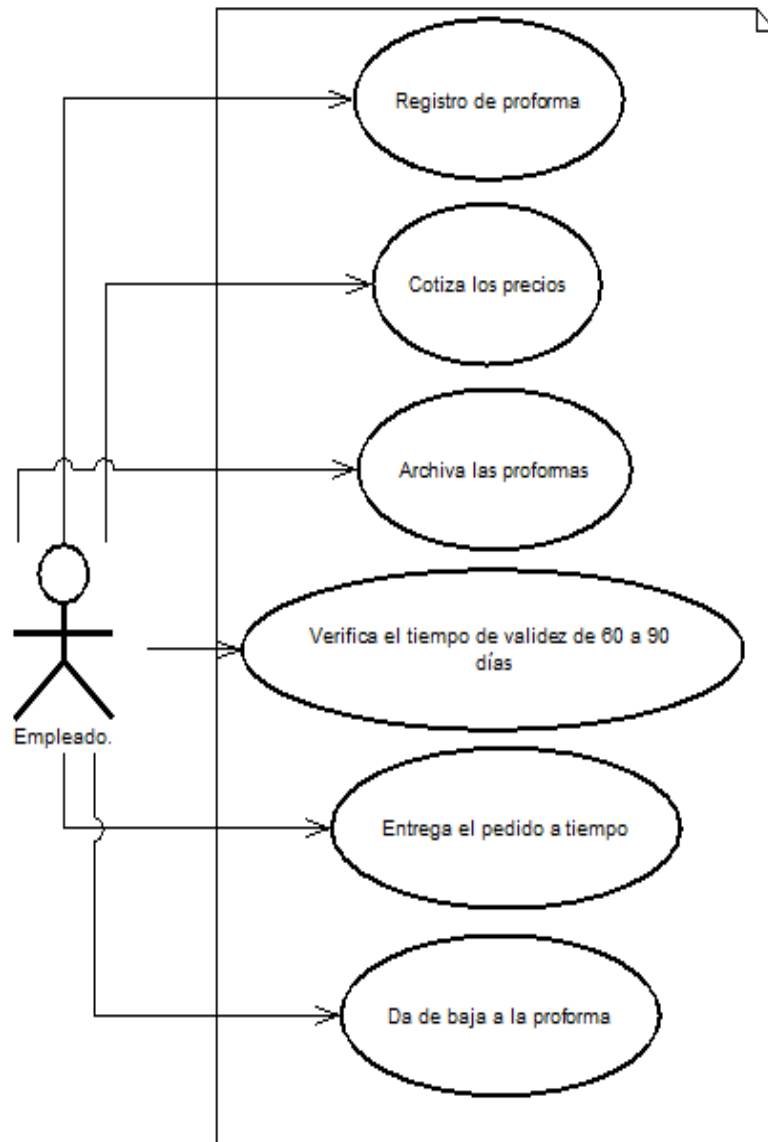 Registro de proforma
Cotiza los precios
Archiva las proformas
Verifica el tiempo de validez de 60 a 90
días
Empleado.
Entrega el pedido a tiempo
Da de baja a la proforma